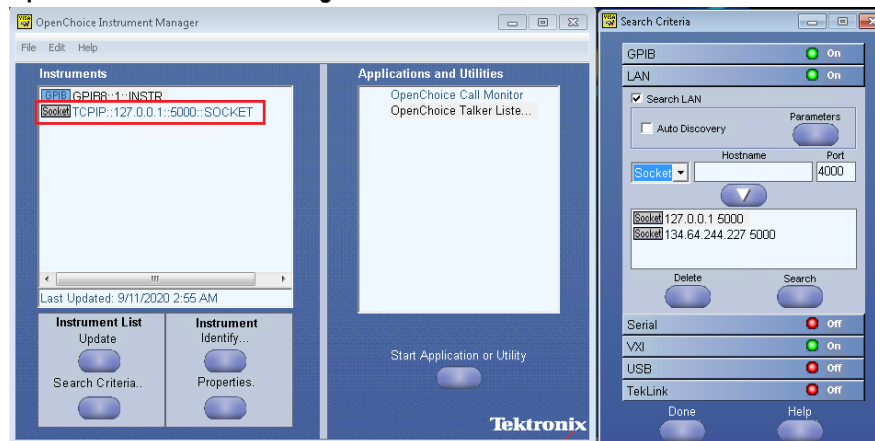 OpenChoice Instrument Manager
File Edit Help
Instruments
GPIB GPIB8::1::INSTR
Socket TCPIP::127.0.0.1::5000::SOCKET
Last Updated: 9/11/2020 2:55 AM
Instrument List
Update
Search Criteria..
Instrument
Identify...
Properties.
Applications and Utilities
OpenChoice Call Monitor
OpenChoice Talker Liste...
Start Application or Utility
Tektronix
Search Criteria
GPIB On
LAN On
Search LAN
Auto Discovery
Parameters
Hostname Port
Socket 4000
Socket 127.0.0.1 5000
Socket 134.64.244.227 5000
Delete Search
Serial Off
VXI On
USB Off
TekLink Off
Done Help